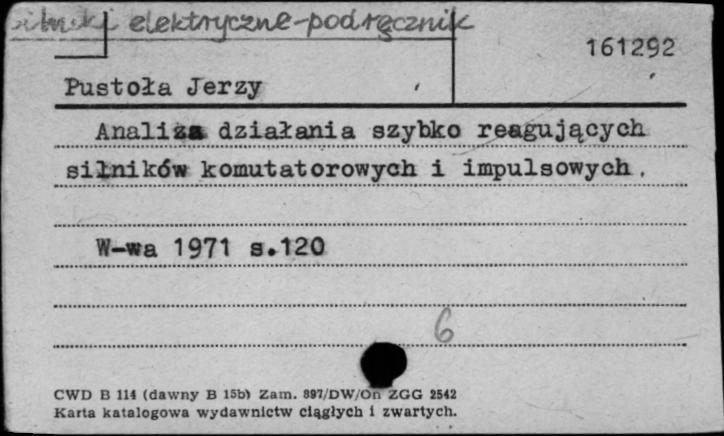 silniki elektryczne-podręcznik
161292
Pustoła Jerzy
Analiza działania szybko reagujących
silników komutatorowych i impulsowych.
W-wa 1971 s.120
6
CWD B 114 (dawny B 15b) Zam. 897/DW/On ZGG 2542
Karta katalogowa wydawnictw ciągłych i zwartych.